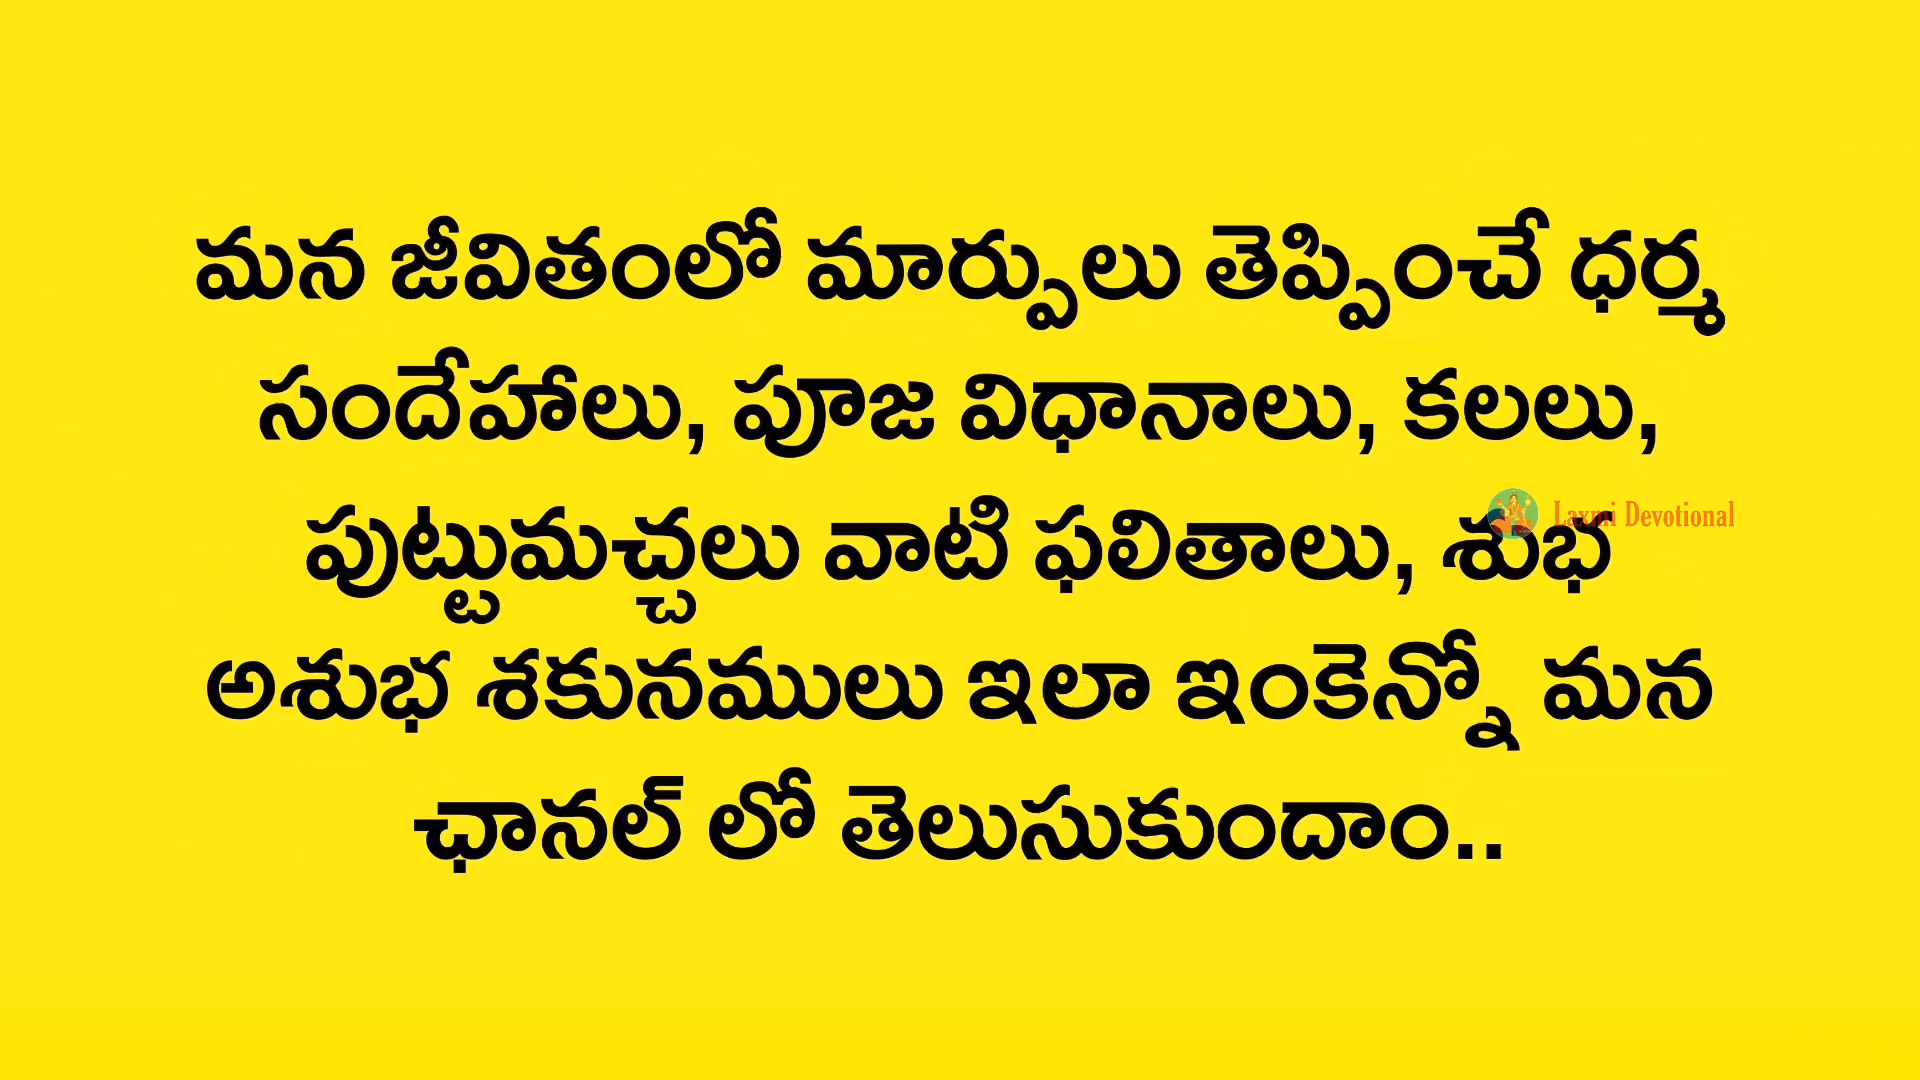 మన జీవితంలో మార్పులు తెప్పించే ధర్మ
సందేహాలు, పూజ విధానాలు, కలలు,
పుట్టుమచ్చలు వాటి ఫలితాలు, శుభ
Laxmi Devotional
అశుభ శకునములు ఇలా ఇంకెన్నో మన
ఛానల్ లో తెలుసుకుందాం..